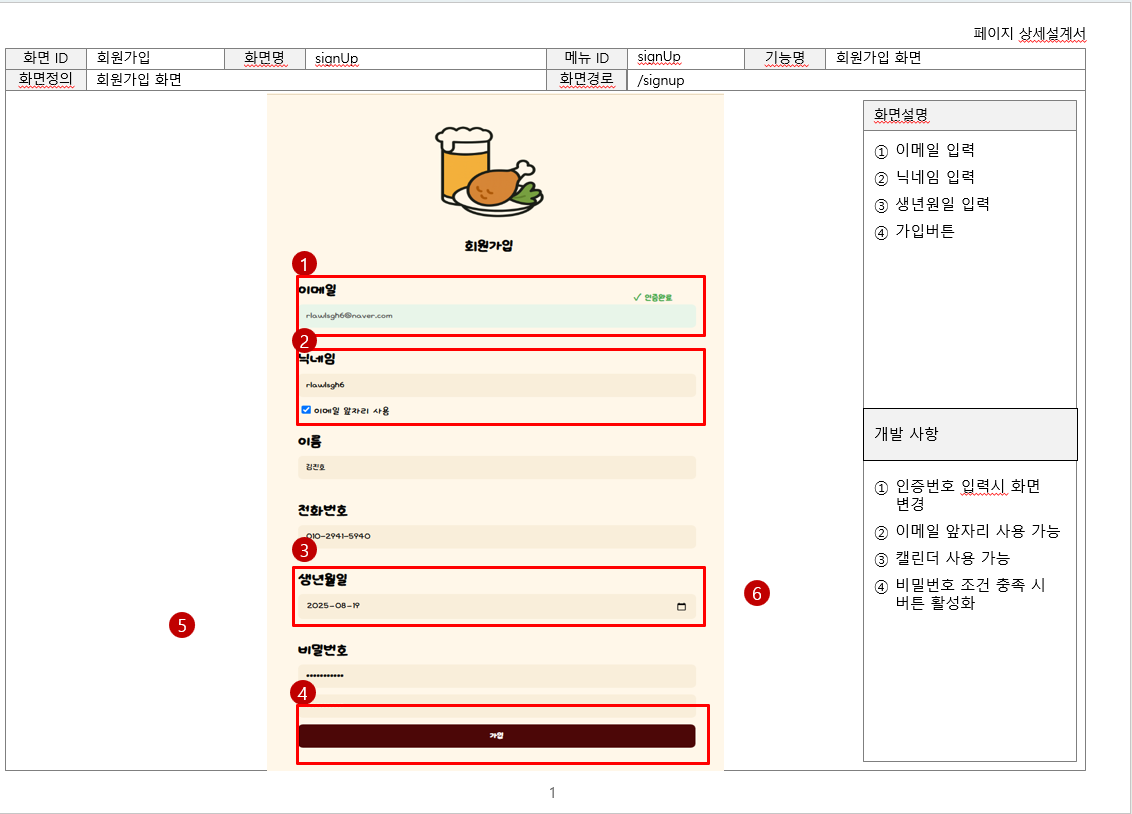 페이지 상세설계서
화면 ID 회원가입 화면명 signUp 메뉴 ID signUp 기능명 회원가입 화면
화면정의 회원가입 화면 화면경로 /signup
회원가입
1
이메일
✓ 인증완료
rlawlsgh6@naver.com
2
닉네임
rlawlsgh6
이메일 앞자리 사용
이름
김진호
전화번호
010-2941-5940
3
생년월일
2025-08-19
비밀번호
•••••••••••
4
가입
5
6
화면설명
① 이메일 입력
② 닉네임 입력
③ 생년원일 입력
④ 가입버튼
개발 사항
① 인증번호 입력시 화면
변경
② 이메일 앞자리 사용 가능
③ 캘린더 사용 가능
④ 비밀번호 조건 충족 시
버튼 활성화
1